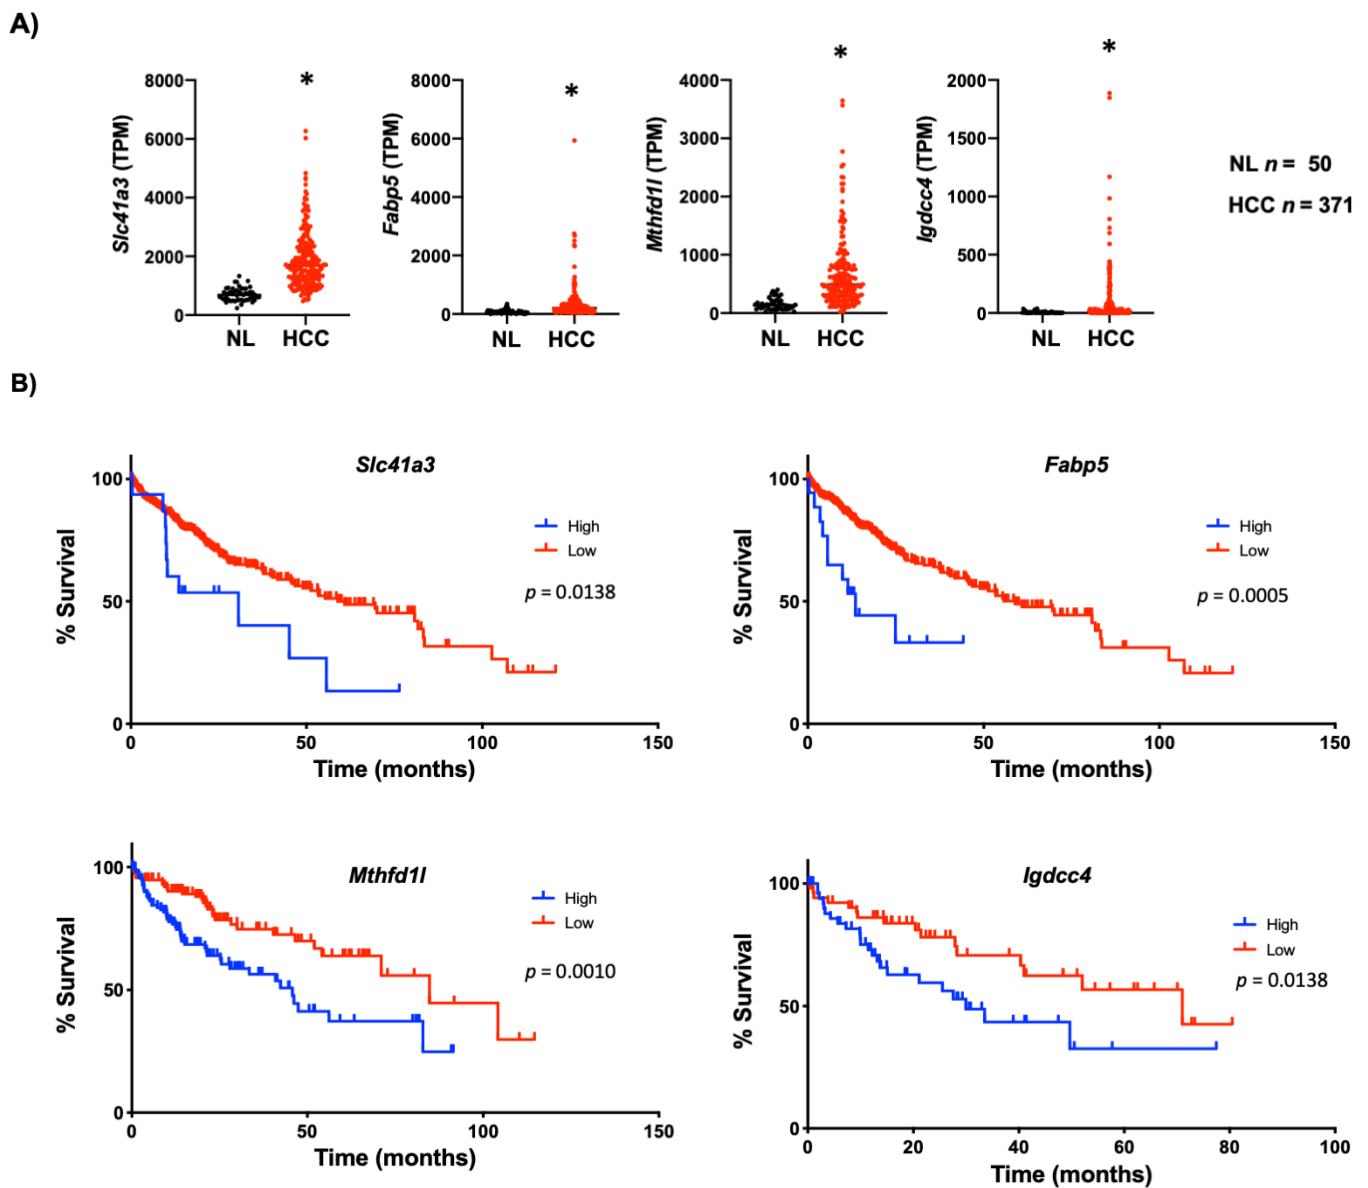 A)
8000
6000
4000
2000
0
Slc41a3 (TPM)
NL HCC
*
8000
6000
4000
2000
0
Fabp5 (TPM)
NL HCC
*
4000
3000
2000
1000
0
Mthfd1l (TPM)
NL HCC
*
2000
1500
1000
500
0
Igdcc4 (TPM)
NL HCC
*
NL n = 50
HCC n = 371
B)
Slc41a3
100
50
0
% Survival
High
Low
p = 0.0138
0 50 100 150
Time (months)
Fabp5
100
50
0
% Survival
High
Low
p = 0.0005
0 50 100 150
Time (months)
Mthfd1l
100
50
0
% Survival
High
Low
p = 0.0010
0 50 100 150
Time (months)
Igdcc4
100
50
0
% Survival
High
Low
p = 0.0138
0 20 40 60 80 100
Time (months)